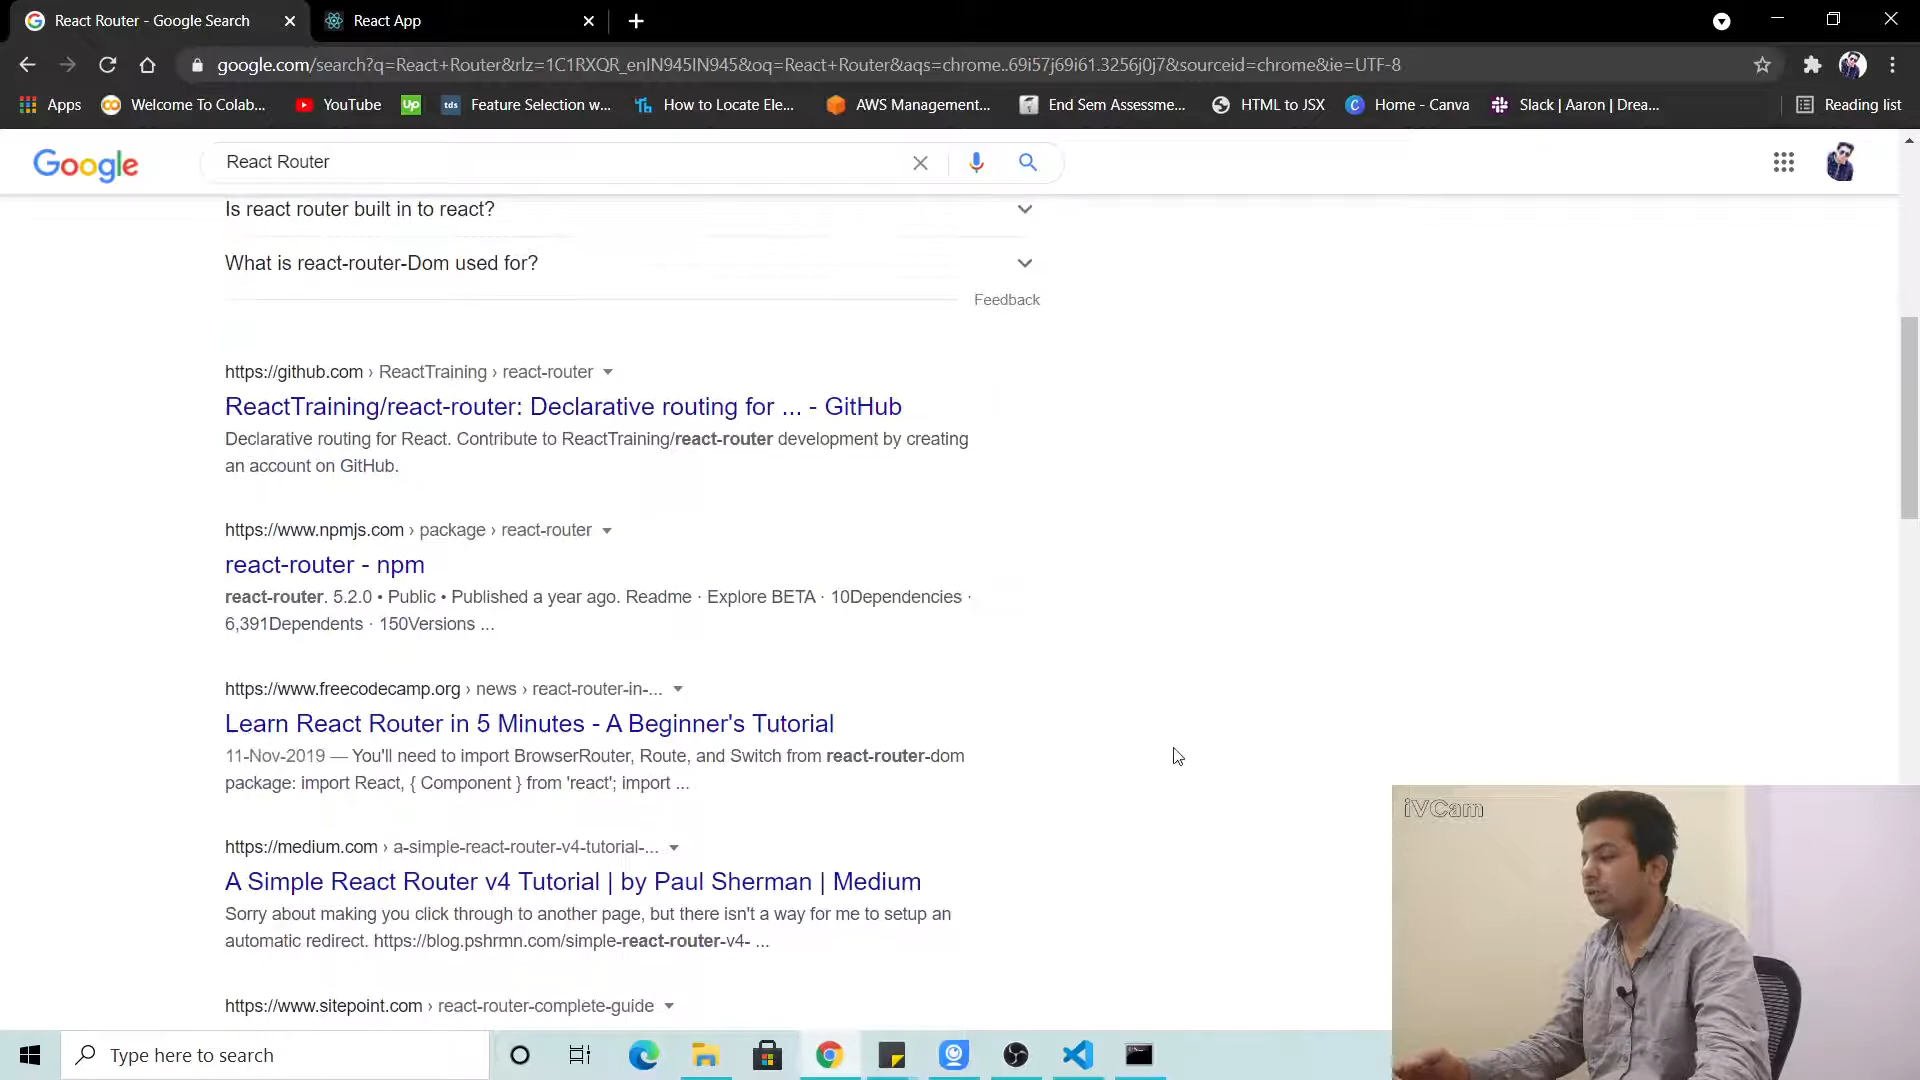 React Router - Google Search
React App
google.com/search?q=React+Router&rlz=1C1RXQR_enIN945IN945&oq=React+Router&aqs=chrome..69i57j69i61.3256j0j7&sourceid=chrome&ie=UTF-8
Apps
Welcome To Colab...
YouTube
Up
tds
Feature Selection w...
How to Locate Ele...
AWS Management...
End Sem Assessme...
HTML to JSX
Home - Canva
Slack | Aaron | Drea...
Reading list
Google
React Router
Is react router built in to react?
What is react-router-Dom used for?
Feedback
https://github.com › ReactTraining › react-router
ReactTraining/react-router: Declarative routing for ... - GitHub
Declarative routing for React. Contribute to ReactTraining/react-router development by creating
an account on GitHub.
https://www.npmjs.com › package › react-router
react-router - npm
react-router. 5.2.0 • Public • Published a year ago. Readme · Explore BETA · 10Dependencies ·
6,391Dependents · 150Versions ...
https://www.freecodecamp.org › news › react-router-in-...
Learn React Router in 5 Minutes - A Beginner's Tutorial
11-Nov-2019 — You'll need to import BrowserRouter, Route, and Switch from react-router-dom
package: import React, { Component } from 'react'; import ...
https://medium.com › a-simple-react-router-v4-tutorial-...
A Simple React Router v4 Tutorial | by Paul Sherman | Medium
Sorry about making you click through to another page, but there isn't a way for me to setup an
automatic redirect. https://blog.pshrmn.com/simple-react-router-v4- ...
https://www.sitepoint.com › react-router-complete-guide
iVCam
Type here to search